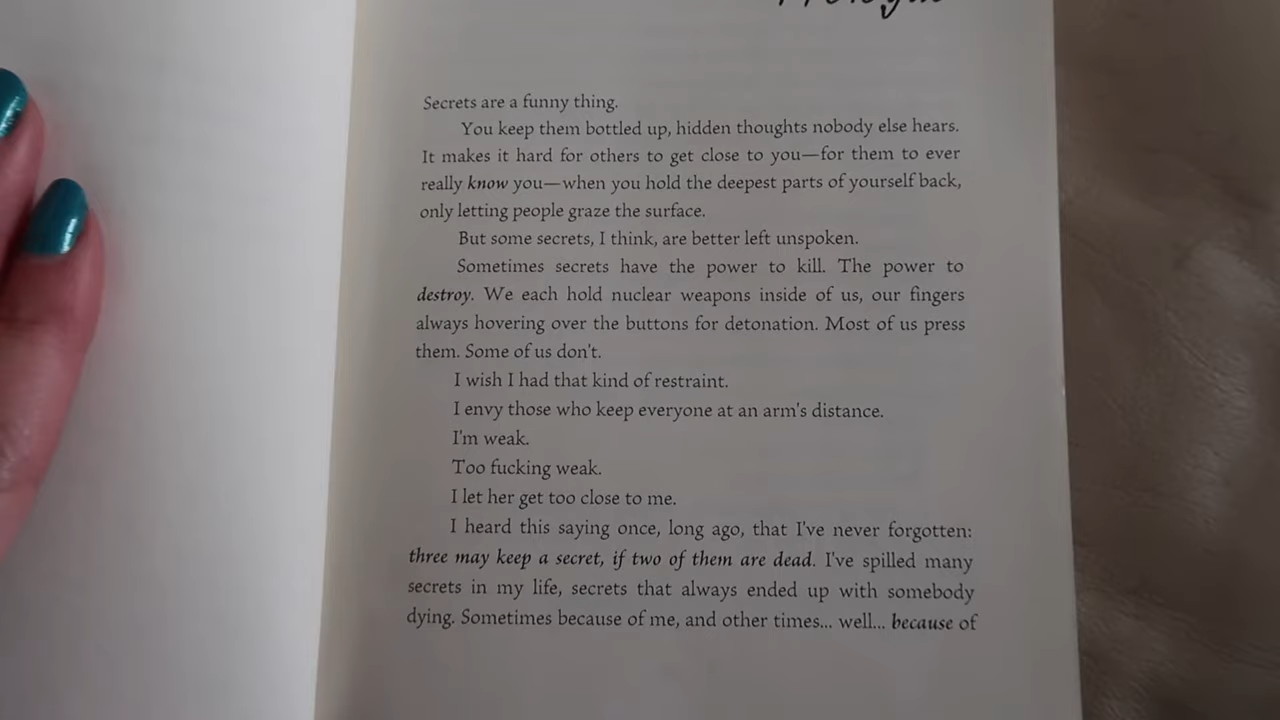 Prologue
Secrets are a funny thing.
You keep them bottled up, hidden thoughts nobody else hears.
It makes it hard for others to get close to you—for them to ever
really know you—when you hold the deepest parts of yourself back,
only letting people graze the surface.
But some secrets, I think, are better left unspoken.
Sometimes secrets have the power to kill. The power to
destroy. We each hold nuclear weapons inside of us, our fingers
always hovering over the buttons for detonation. Most of us press
them. Some of us don't.
I wish I had that kind of restraint.
I envy those who keep everyone at an arm's distance.
I'm weak.
Too fucking weak.
I let her get too close to me.
I heard this saying once, long ago, that I've never forgotten:
three may keep a secret, if two of them are dead. I've spilled many
secrets in my life, secrets that always ended up with somebody
dying. Sometimes because of me, and other times... well... because of